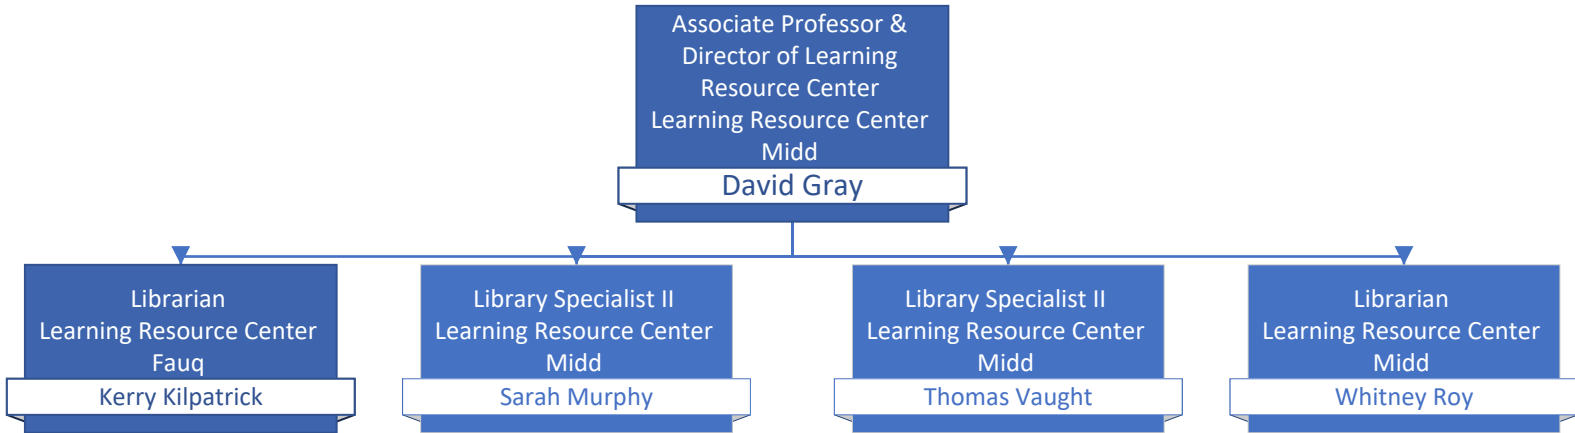 Associate Professor &
Director of Learning
Resource Center
Learning Resource Center
Midd
David Gray
Librarian
Learning Resource Center
Fauq
Kerry Kilpatrick
Library Specialist II
Learning Resource Center
Midd
Sarah Murphy
Library Specialist II
Learning Resource Center
Midd
Thomas Vaught
Librarian
Learning Resource Center
Midd
Whitney Roy